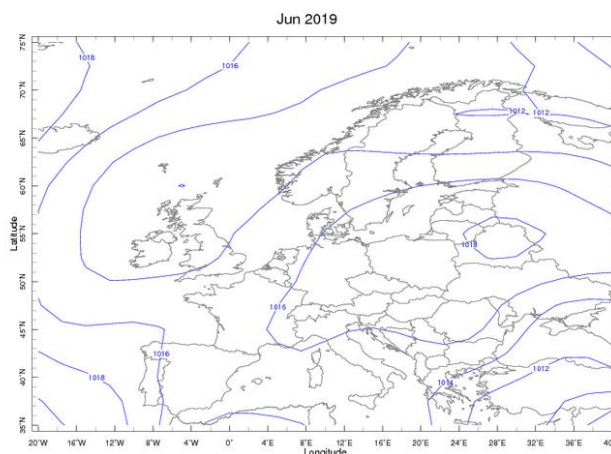 Jun 2019
75°N
70°N
65°N
60°N
55°N
50°N
45°N
40°N
35°N
Latitude
1018
1016
1012
1012
1018
1016
1018
1016
1014
1012
20°W
16°W
12°W
8°W
4°W
0°
4°E
8°E
12°E
16°E
20°E
24°E
28°E
32°E
36°E
40
Longitude